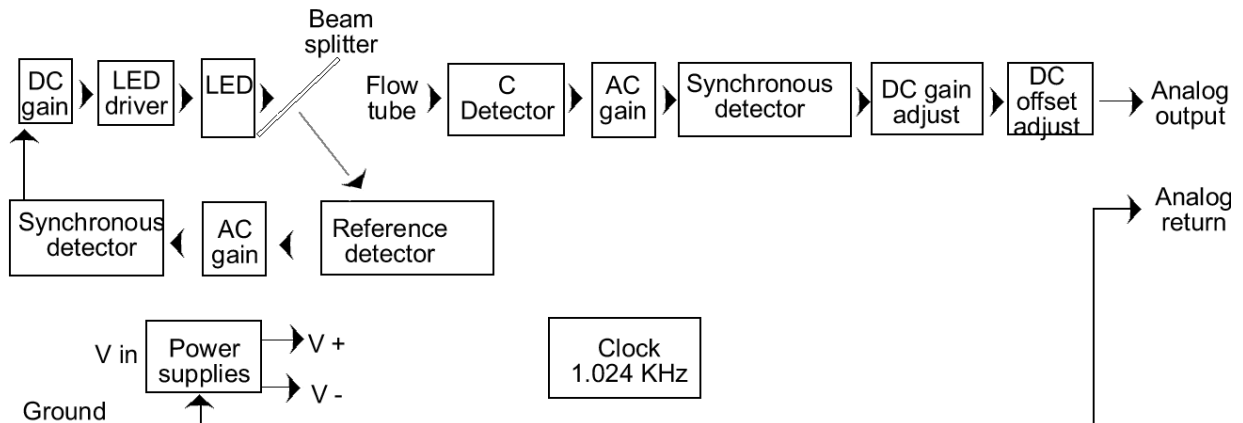 Beam
splitter
DC
gain
LED
driver
LED
Flow
tube
C
Detector
AC
gain
Synchronous
detector
DC gain
adjust
DC
offset
adjust
Analog
output
Synchronous
detector
AC
gain
Reference
detector
Analog
return
V in
Power
supplies
V +
V -
Clock
1.024 KHz
Ground